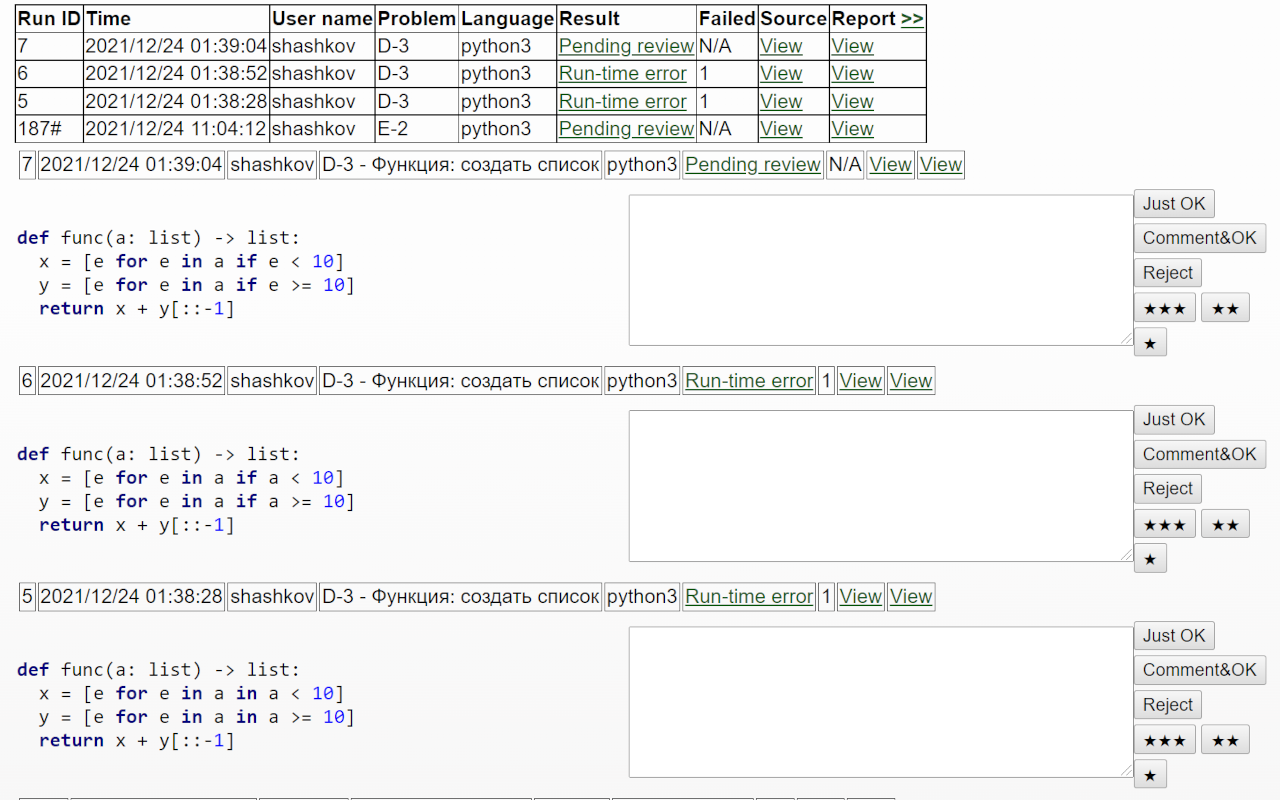 Run ID Time User name Problem Language Result Failed Source Report >>
7 2021/12/24 01:39:04 shashkov D-3 python3 Pending review N/A View View
6 2021/12/24 01:38:52 shashkov D-3 python3 Run-time error 1 View View
5 2021/12/24 01:38:28 shashkov D-3 python3 Run-time error 1 View View
187# 2021/12/24 11:04:12 shashkov E-2 python3 Pending review N/A View View
7 2021/12/24 01:39:04 shashkov D-3 - Функция: создать список python3 Pending review N/A View View
def func(a: list) -> list:
x = [e for e in a if e < 10]
y = [e for e in a if e >= 10]
return x + y[::-1]
Just OK
Comment&OK
Reject
★★★ ★★
★
6 2021/12/24 01:38:52 shashkov D-3 - Функция: создать список python3 Run-time error 1 View View
def func(a: list) -> list:
x = [e for e in a if a < 10]
y = [e for e in a if a >= 10]
return x + y[::-1]
Just OK
Comment&OK
Reject
★★★ ★★
★
5 2021/12/24 01:38:28 shashkov D-3 - Функция: создать список python3 Run-time error 1 View View
def func(a: list) -> list:
x = [e for e in a in a < 10]
y = [e for e in a in a >= 10]
return x + y[::-1]
Just OK
Comment&OK
Reject
★★★ ★★
★